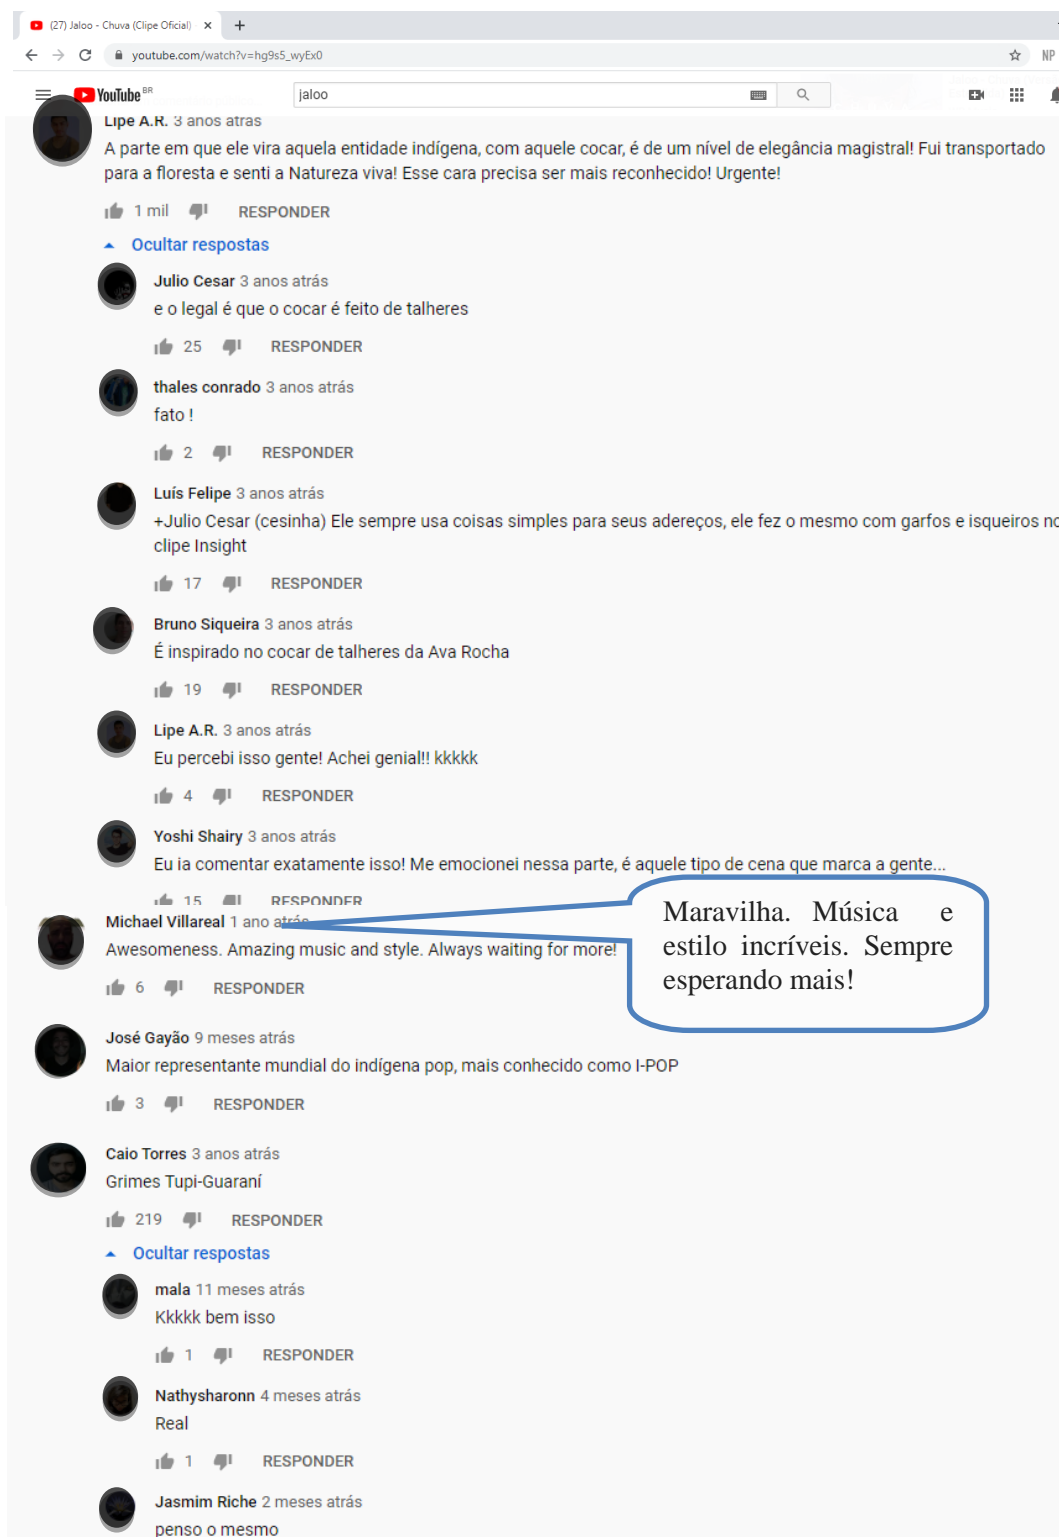 (27) Jaloo - Chuva (Clipe Oficial)
youtube.com/watch?v=hg9s5_wyEx0
NP
YouTube BR
jaloo
Lipe A.R. 3 anos atrás
A parte em que ele vira aquela entidade indígena, com aquele cocar, é de um nível de elegância magistral! Fui transportado
para a floresta e senti a Natureza viva! Esse cara precisa ser mais reconhecido! Urgente!
1 mil RESPONDER
Ocultar respostas
Julio Cesar 3 anos atrás
e o legal é que o cocar é feito de talheres
25 RESPONDER
thales conrado 3 anos atrás
fato !
2 RESPONDER
Luís Felipe 3 anos atrás
+Julio Cesar (cesinha) Ele sempre usa coisas simples para seus adereços, ele fez o mesmo com garfos e isqueiros no
clipe Insight
17 RESPONDER
Bruno Siqueira 3 anos atrás
É inspirado no cocar de talheres da Ava Rocha
19 RESPONDER
Lipe A.R. 3 anos atrás
Eu percebi isso gente! Achei genial!! kkkkk
4 RESPONDER
Yoshi Shairy 3 anos atrás
Eu ia comentar exatamente isso! Me emocionei nessa parte, é aquele tipo de cena que marca a gente...
15 RESPONDER
Michael Villareal 1 ano atrás
Awesomeness. Amazing music and style. Always waiting for more!
6 RESPONDER
Maravilha. Música e
estilo incríveis. Sempre
esperando mais!
José Gayão 9 meses atrás
Maior representante mundial do indígena pop, mais conhecido como I-POP
3 RESPONDER
Caio Torres 3 anos atrás
Grimes Tupi-Guaraní
219 RESPONDER
Ocultar respostas
mala 11 meses atrás
Kkkkk bem isso
1 RESPONDER
Nathysharonn 4 meses atrás
Real
1 RESPONDER
Jasmim Riche 2 meses atrás
penso o mesmo